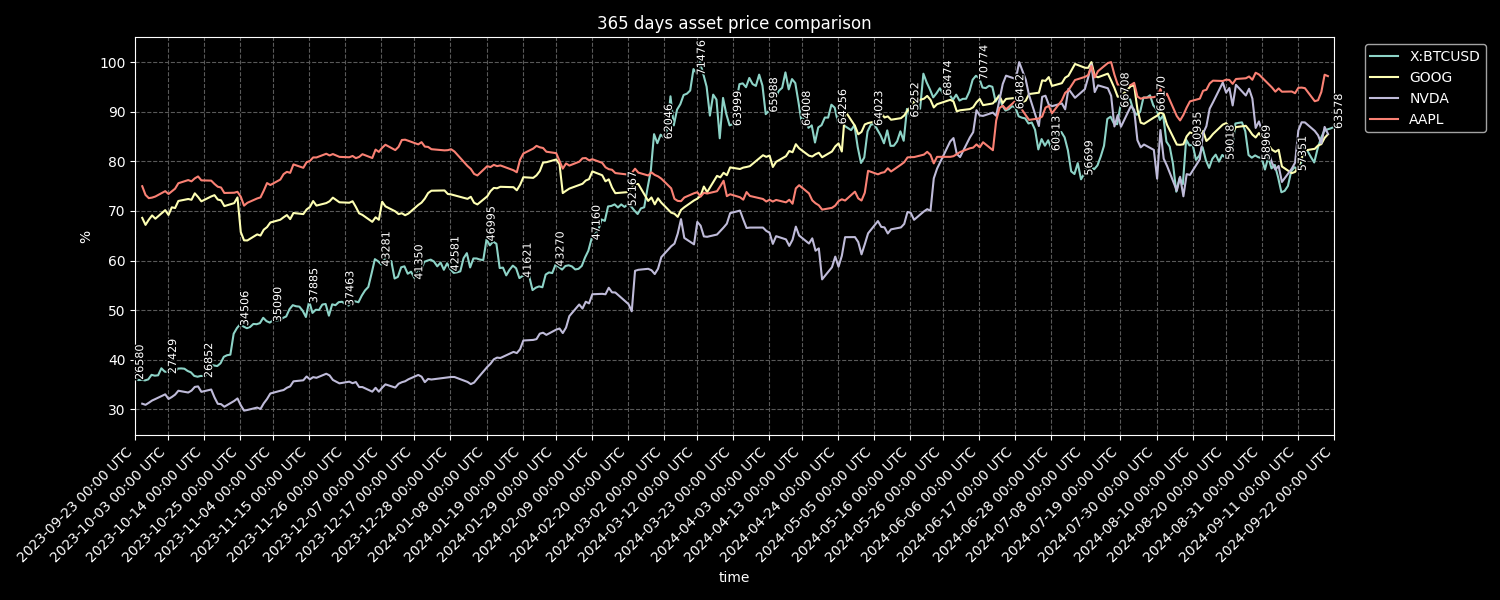 365 days asset price comparison
X:BTCUSD
GOOG
NVDA
AAPL
%
100
90
80
70
60
50
40
30
26580
27429
26852
34506
35090
37885
37463
43281
41350
42581
46995
41621
43270
47160
52167
62046
71476
63999
65988
64008
64256
64023
65252
68474
70774
66482
60313
56699
66708
66170
60935
59018
58969
57351
63578
2023-09-23 00:00 UTC
2023-10-03 00:00 UTC
2023-10-14 00:00 UTC
2023-10-25 00:00 UTC
2023-11-04 00:00 UTC
2023-11-15 00:00 UTC
2023-11-26 00:00 UTC
2023-12-07 00:00 UTC
2023-12-17 00:00 UTC
2023-12-28 00:00 UTC
2024-01-08 00:00 UTC
2024-01-19 00:00 UTC
2024-01-29 00:00 UTC
2024-02-09 00:00 UTC
2024-02-20 00:00 UTC
2024-03-02 00:00 UTC
2024-03-12 00:00 UTC
2024-03-23 00:00 UTC
2024-04-03 00:00 UTC
2024-04-13 00:00 UTC
2024-04-24 00:00 UTC
2024-05-05 00:00 UTC
2024-05-16 00:00 UTC
2024-05-26 00:00 UTC
2024-06-06 00:00 UTC
2024-06-17 00:00 UTC
2024-06-28 00:00 UTC
2024-07-08 00:00 UTC
2024-07-19 00:00 UTC
2024-07-30 00:00 UTC
2024-08-10 00:00 UTC
2024-08-20 00:00 UTC
2024-08-31 00:00 UTC
2024-09-11 00:00 UTC
2024-09-22 00:00 UTC
time